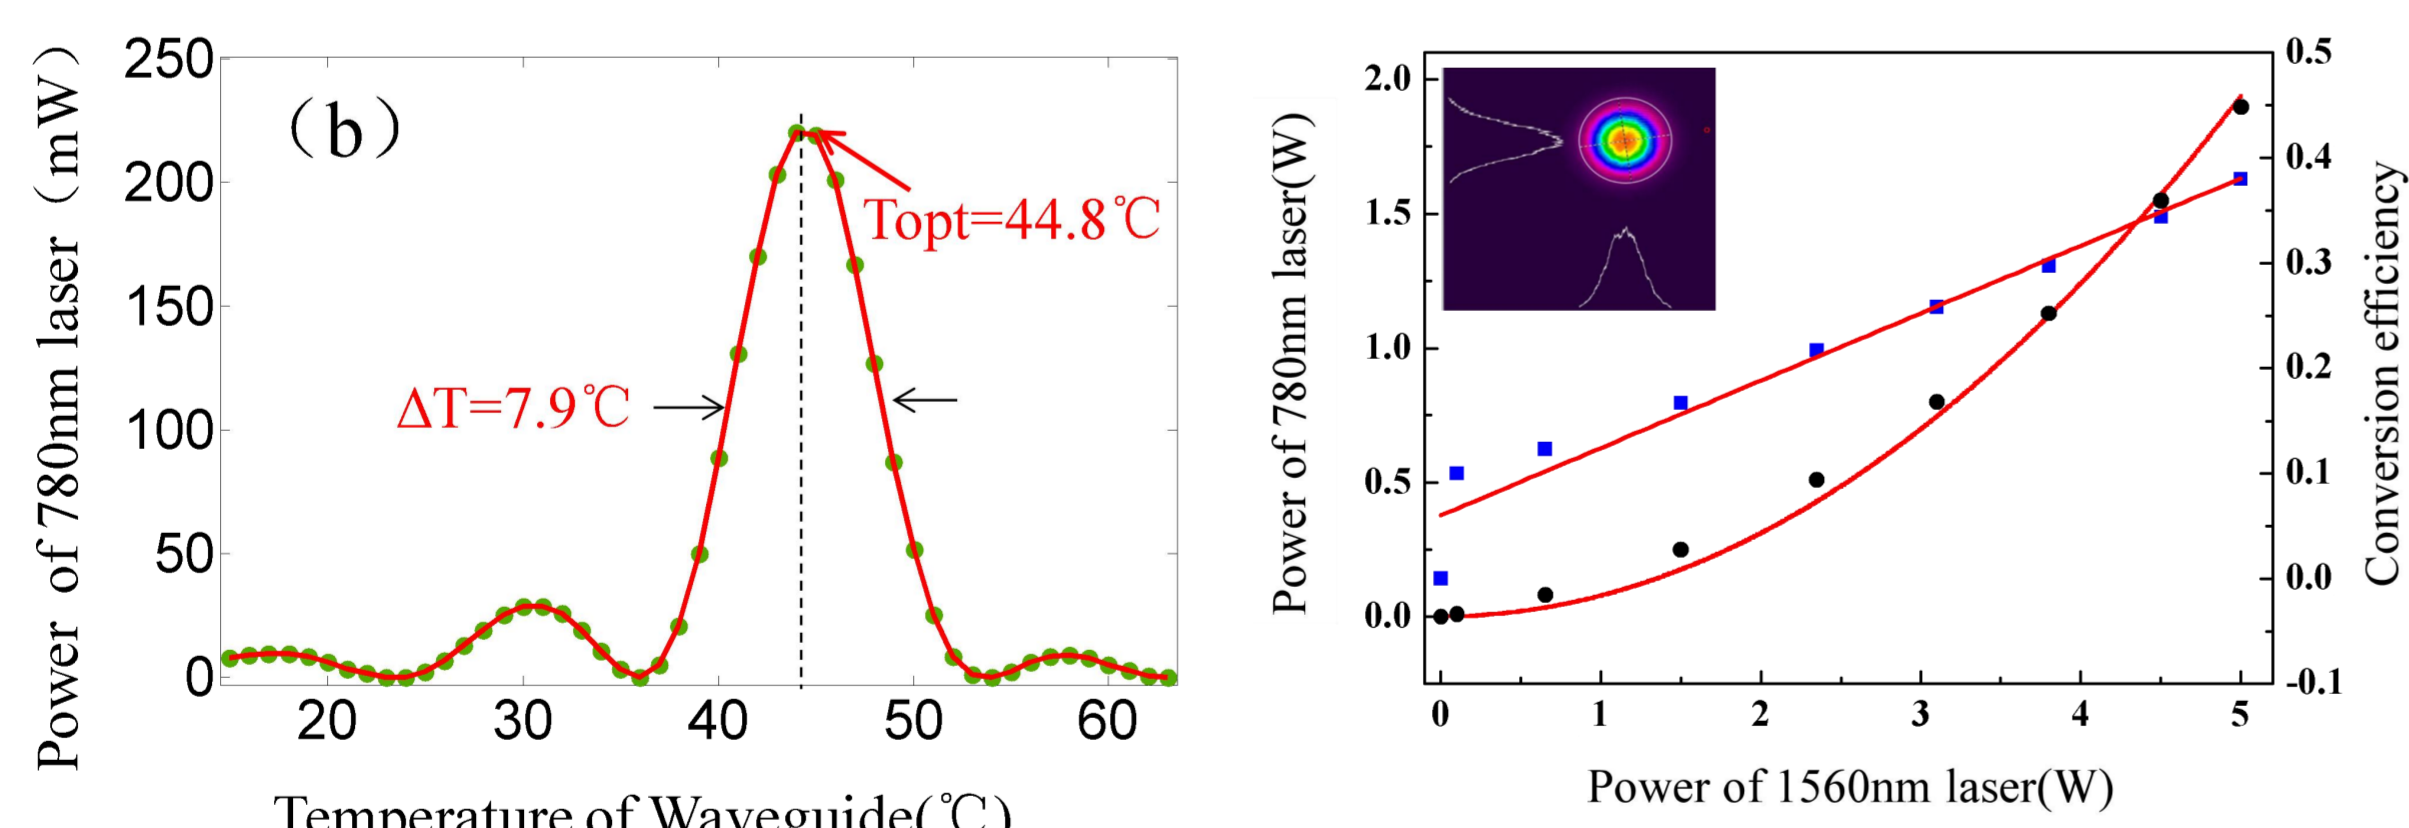 Power of 780nm laser (mW)
250
200
150
100
50
0
(b)
Topt=44.8℃
ΔT=7.9℃
20 30 40 50 60
Temperature of Waveguide(℃)
Power of 780nm laser(W)
2.0
1.5
1.0
0.5
0.0
0 1 2 3 4 5
Power of 1560nm laser(W)
0.5
0.4
0.3
0.2
0.1
0.0
-0.1
Conversion efficiency